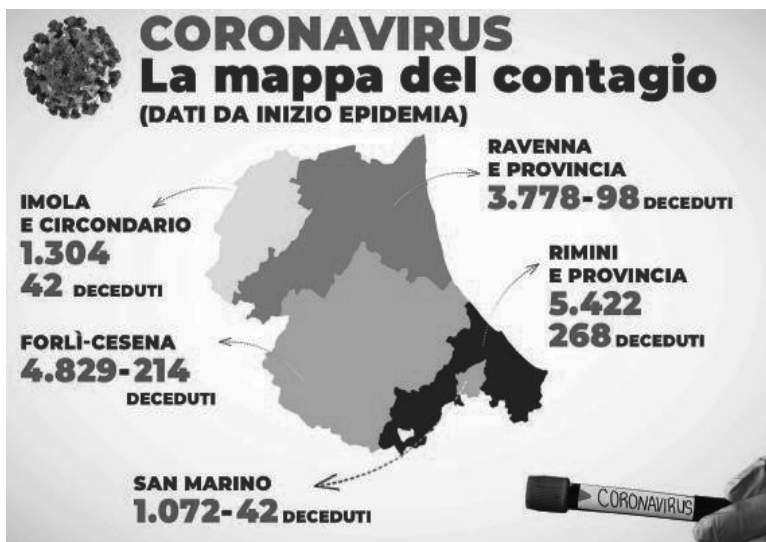 CORONAVIRUS
La mappa del contagio
(DATI DA INIZIO EPIDEMIA)
RAVENNA
E PROVINCIA
3.778-98 DECEDUTI
IMOLA
E CIRCONDARIO
1.304
42 DECEDUTI
RIMINI
E PROVINCIA
5.422
268 DECEDUTI
FORLÌ-CESENA
4.829-214
DECEDUTI
SAN MARINO
1.072-42 DECEDUTI
CORONAVIRUS